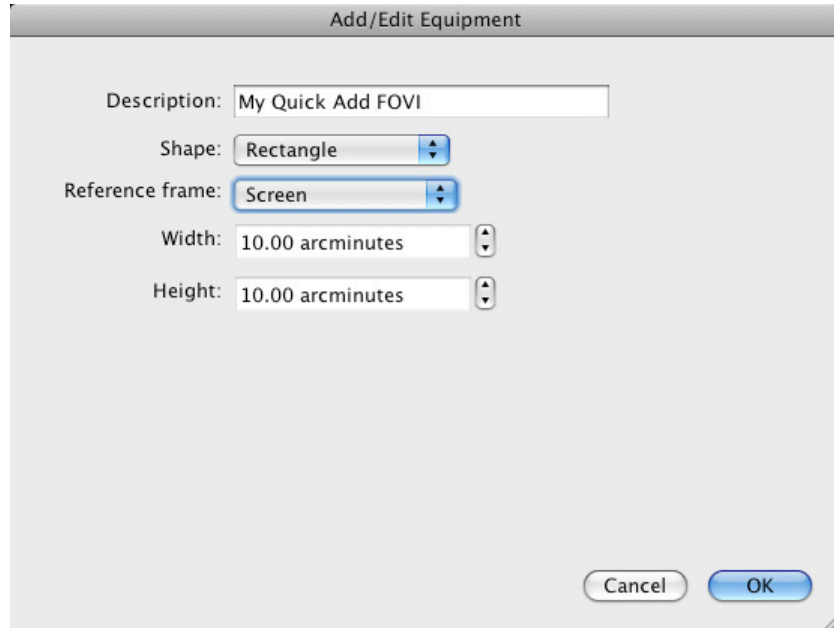 Add/Edit Equipment
Description: My Quick Add FOVI
Shape: Rectangle
Reference frame: Screen
Width: 10.00 arcminutes
Height: 10.00 arcminutes
Cancel OK